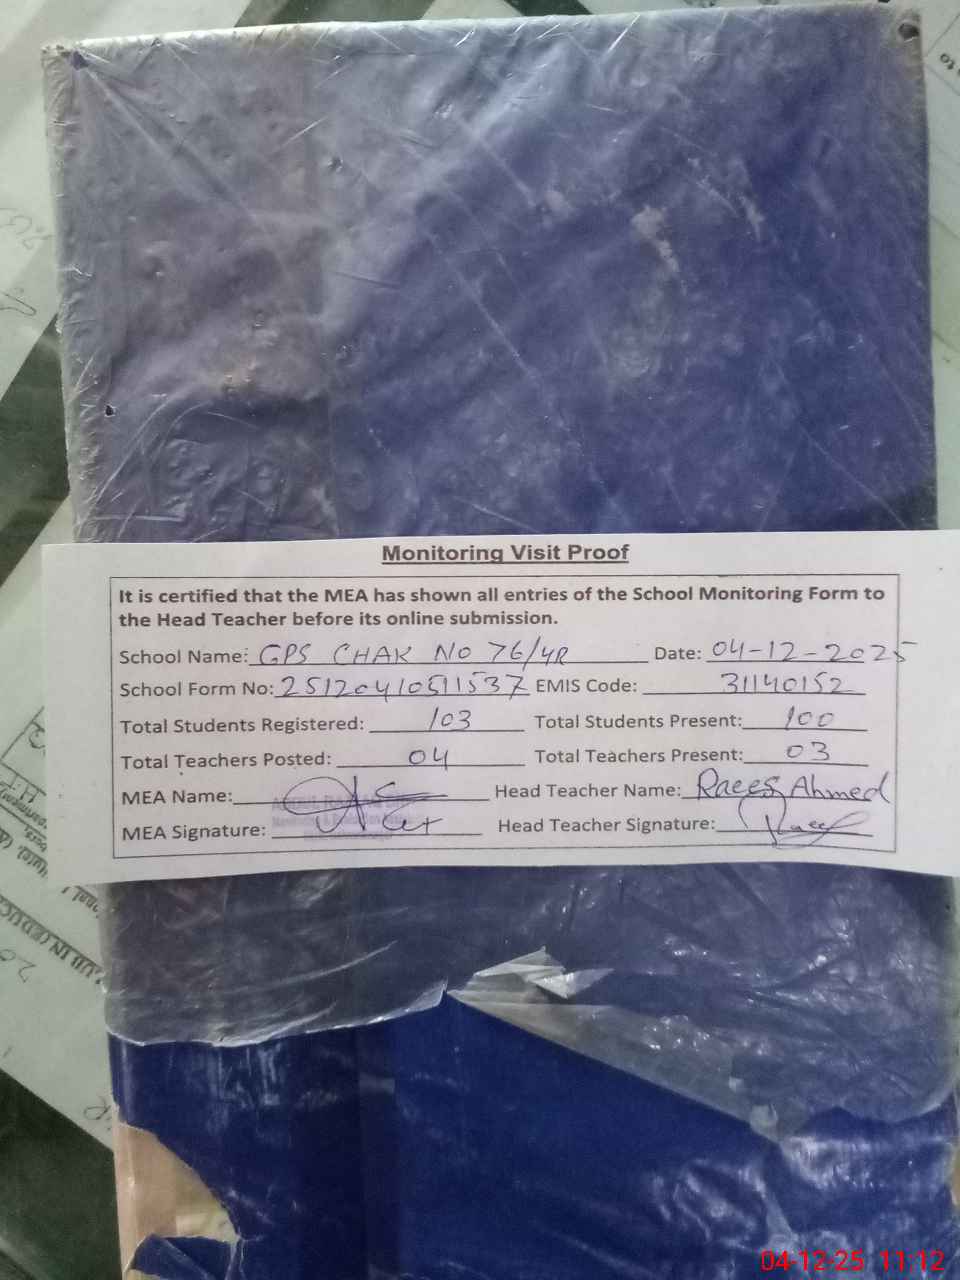 Monitoring Visit Proof
It is certified that the MEA has shown all entries of the School Monitoring Form to
the Head Teacher before its online submission.
School Name: GPS CHAK NO 76/4R Date: 04-12-2025
School Form No: 25120410511537 EMIS Code: 31140152
Total Students Registered: 103 Total Students Present: 100
Total Teachers Posted: 04 Total Teachers Present: 03
MEA Name: Head Teacher Name: Raees Ahmed
MEA Signature: Head Teacher Signature: Raees
04-12-25 11:12